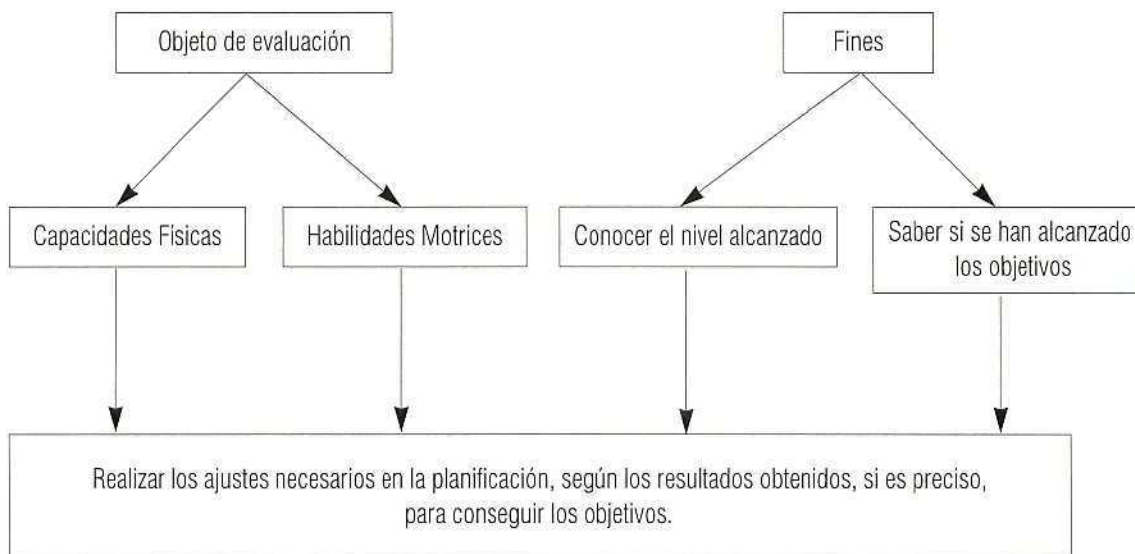 Objeto de evaluación
Fines
Capacidades Físicas
Habilidades Motrices
Conocer el nivel alcanzado
Saber si se han alcanzado
los objetivos
Realizar los ajustes necesarios en la planificación, según los resultados obtenidos, si es preciso,
para conseguir los objetivos.